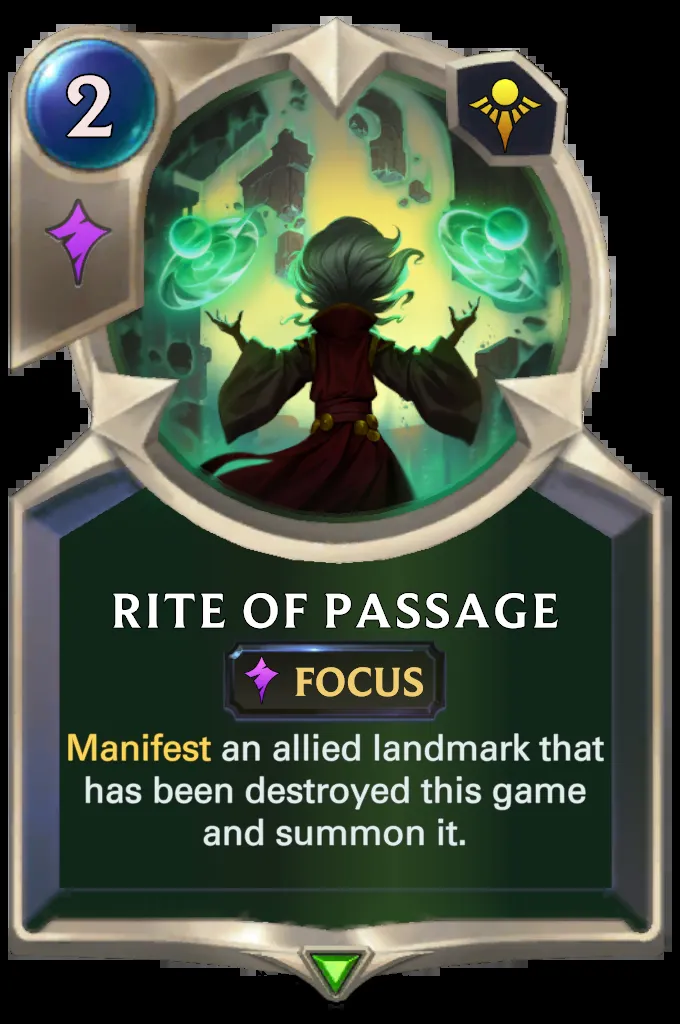 2
RITE OF PASSAGE
FOCUS
Manifest an allied landmark that
has been destroyed this game
and summon it.